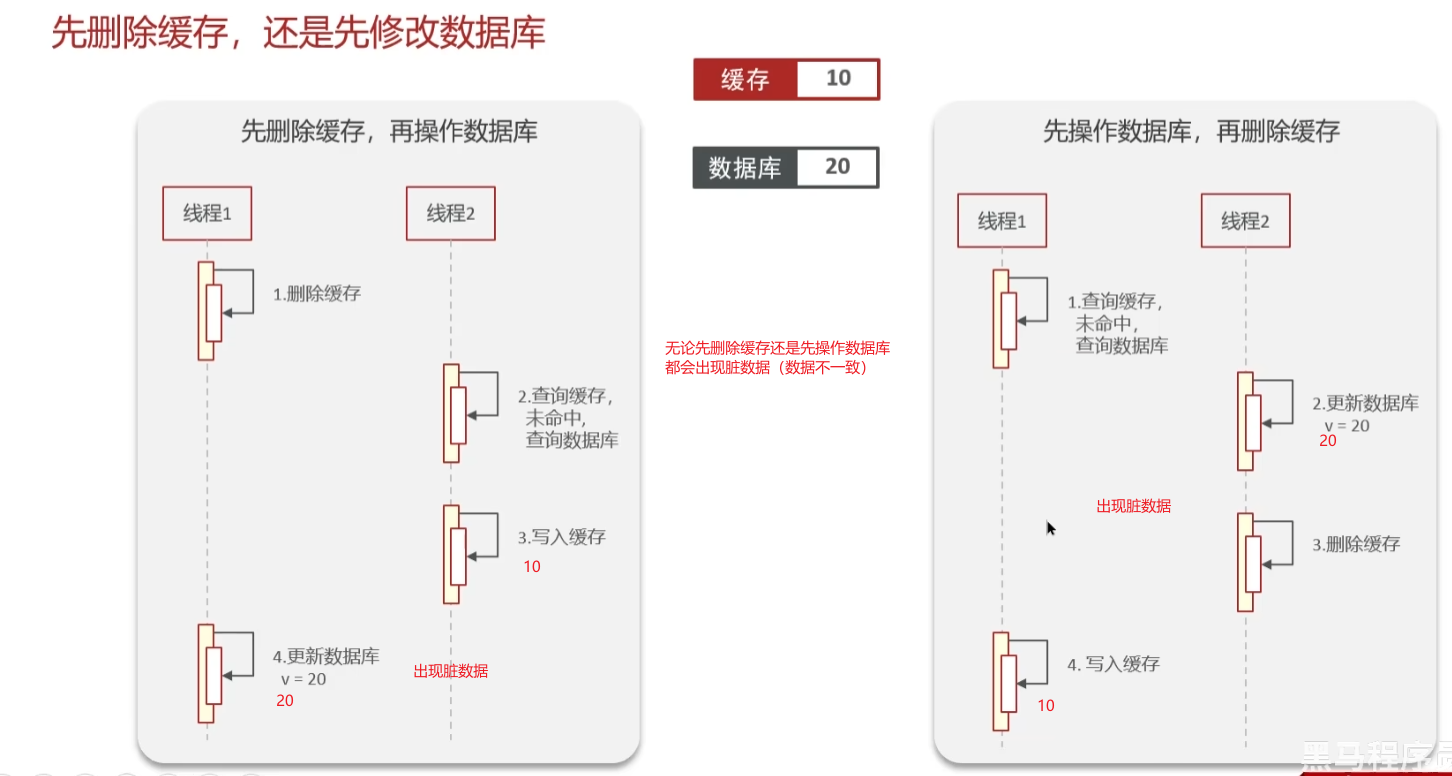 先删除缓存，还是先修改数据库
缓存 10
数据库 20
先删除缓存，再操作数据库
线程1
线程2
1.删除缓存
2.查询缓存，
未命中，
查询数据库
3.写入缓存
10
4.更新数据库
v = 20
20
出现脏数据
无论先删除缓存还是先操作数据库
都会出现脏数据（数据不一致）
先操作数据库，再删除缓存
线程1
线程2
1.查询缓存，
未命中，
查询数据库
2.更新数据库
v = 20
20
出现脏数据
3.删除缓存
4. 写入缓存
10
黑马程序员